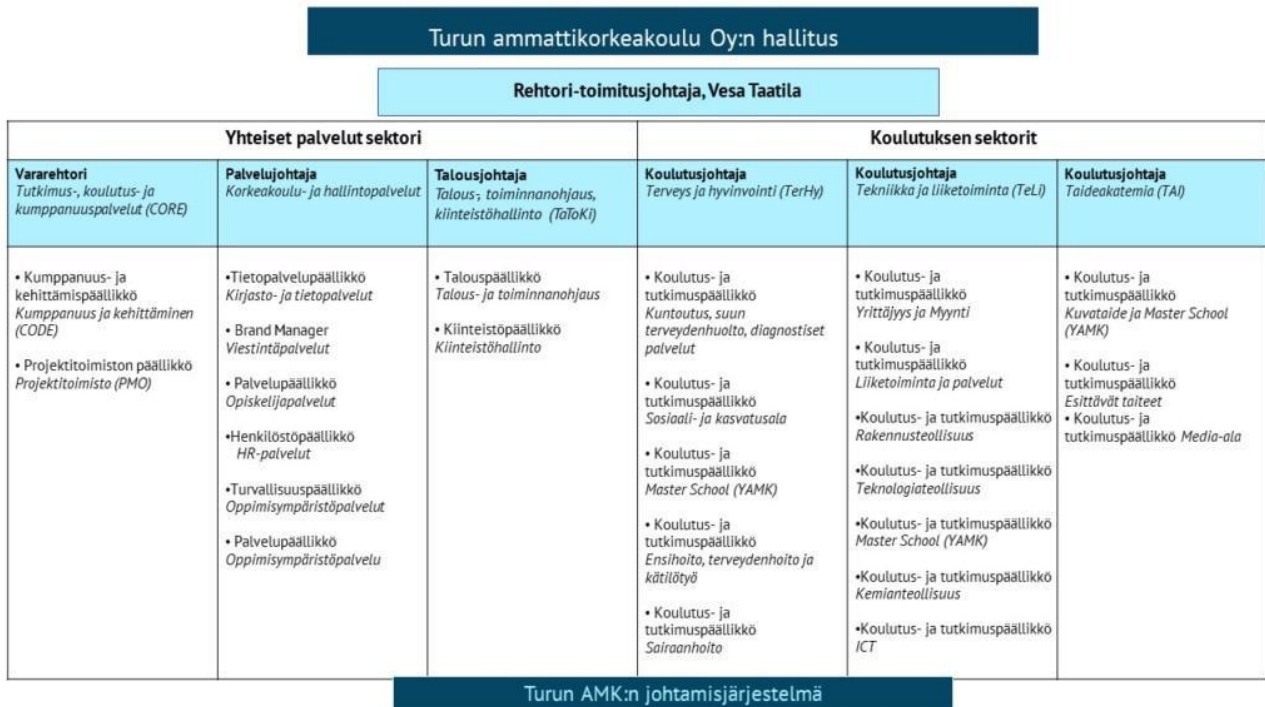 Turun ammattikorkeakoulu Oy:n hallitus
Rehtori-toimitusjohtaja, Vesa Taatila
Yhteiset palvelut sektori
Koulutuksen sektorit
Vararehtori
Tutkimus-, koulutus- ja
kumppanuuspalvelut (CORE)
Palvelujohtaja
Korkeakoulu- ja hallintopalvelut
Talousjohtaja
Talous-, toiminnanohjaus,
kiinteistöhallinto (TaToKi)
Koulutusjohtaja
Terveys ja hyvinvointi (TerHy)
Koulutusjohtaja
Tekniikka ja liiketoiminta (TeLi)
Koulutusjohtaja
Taideakatemia (TAI)
• Kumppanuus- ja
kehittämispäällikkö
Kumppanuus ja kehittäminen
(CODE)
• Projektitoimiston päällikkö
Projektitoimisto (PMO)
•Tietopalvelupäällikkö
Kirjasto- ja tietopalvelut
• Brand Manager
Viestintäpalvelut
• Palvelupäällikkö
Opiskelijapalvelut
•Henkilöstöpäällikkö
HR-palvelut
•Turvallisuuspäällikkö
Oppimisympäristöpalvelut
• Palvelupäällikkö
Oppimisympäristöpalvelu
• Talouspäällikkö
Talous- ja toiminnanohjaus
• Kiinteistöpäällikkö
Kiinteistöhallinto
• Koulutus- ja
tutkimuspäällikkö
Kuntoutus, suun
terveydenhuolto, diagnostiset
palvelut
• Koulutus- ja
tutkimuspäällikkö
Sosiaali- ja kasvatusala
• Koulutus- ja
tutkimuspäällikkö
Master School (YAMK)
• Koulutus- ja
tutkimuspäällikkö
Ensihoito, terveydenhoito ja
kätilötyö
• Koulutus- ja
tutkimuspäällikkö
Sairaanhoito
• Koulutus- ja
tutkimuspäällikkö
Yrittäjyys ja Myynti
• Koulutus- ja
tutkimuspäällikkö
Liiketoiminta ja palvelut
•Koulutus- ja tutkimuspäällikkö
Rakennusteollisuus
•Koulutus- ja tutkimuspäällikkö
Teknologiateollisuus
•Koulutus- ja tutkimuspäällikkö
Master School (YAMK)
•Koulutus- ja tutkimuspäällikkö
Kemianteollisuus
•Koulutus- ja tutkimuspäällikkö
ICT
• Koulutus- ja
tutkimuspäällikkö
Kuvataide ja Master School
(YAMK)
• Koulutus- ja
tutkimuspäällikkö
Esittävät taiteet
• Koulutus- ja
tutkimuspäällikkö Media-ala
Turun AMK:n johtamisjärjestelmä